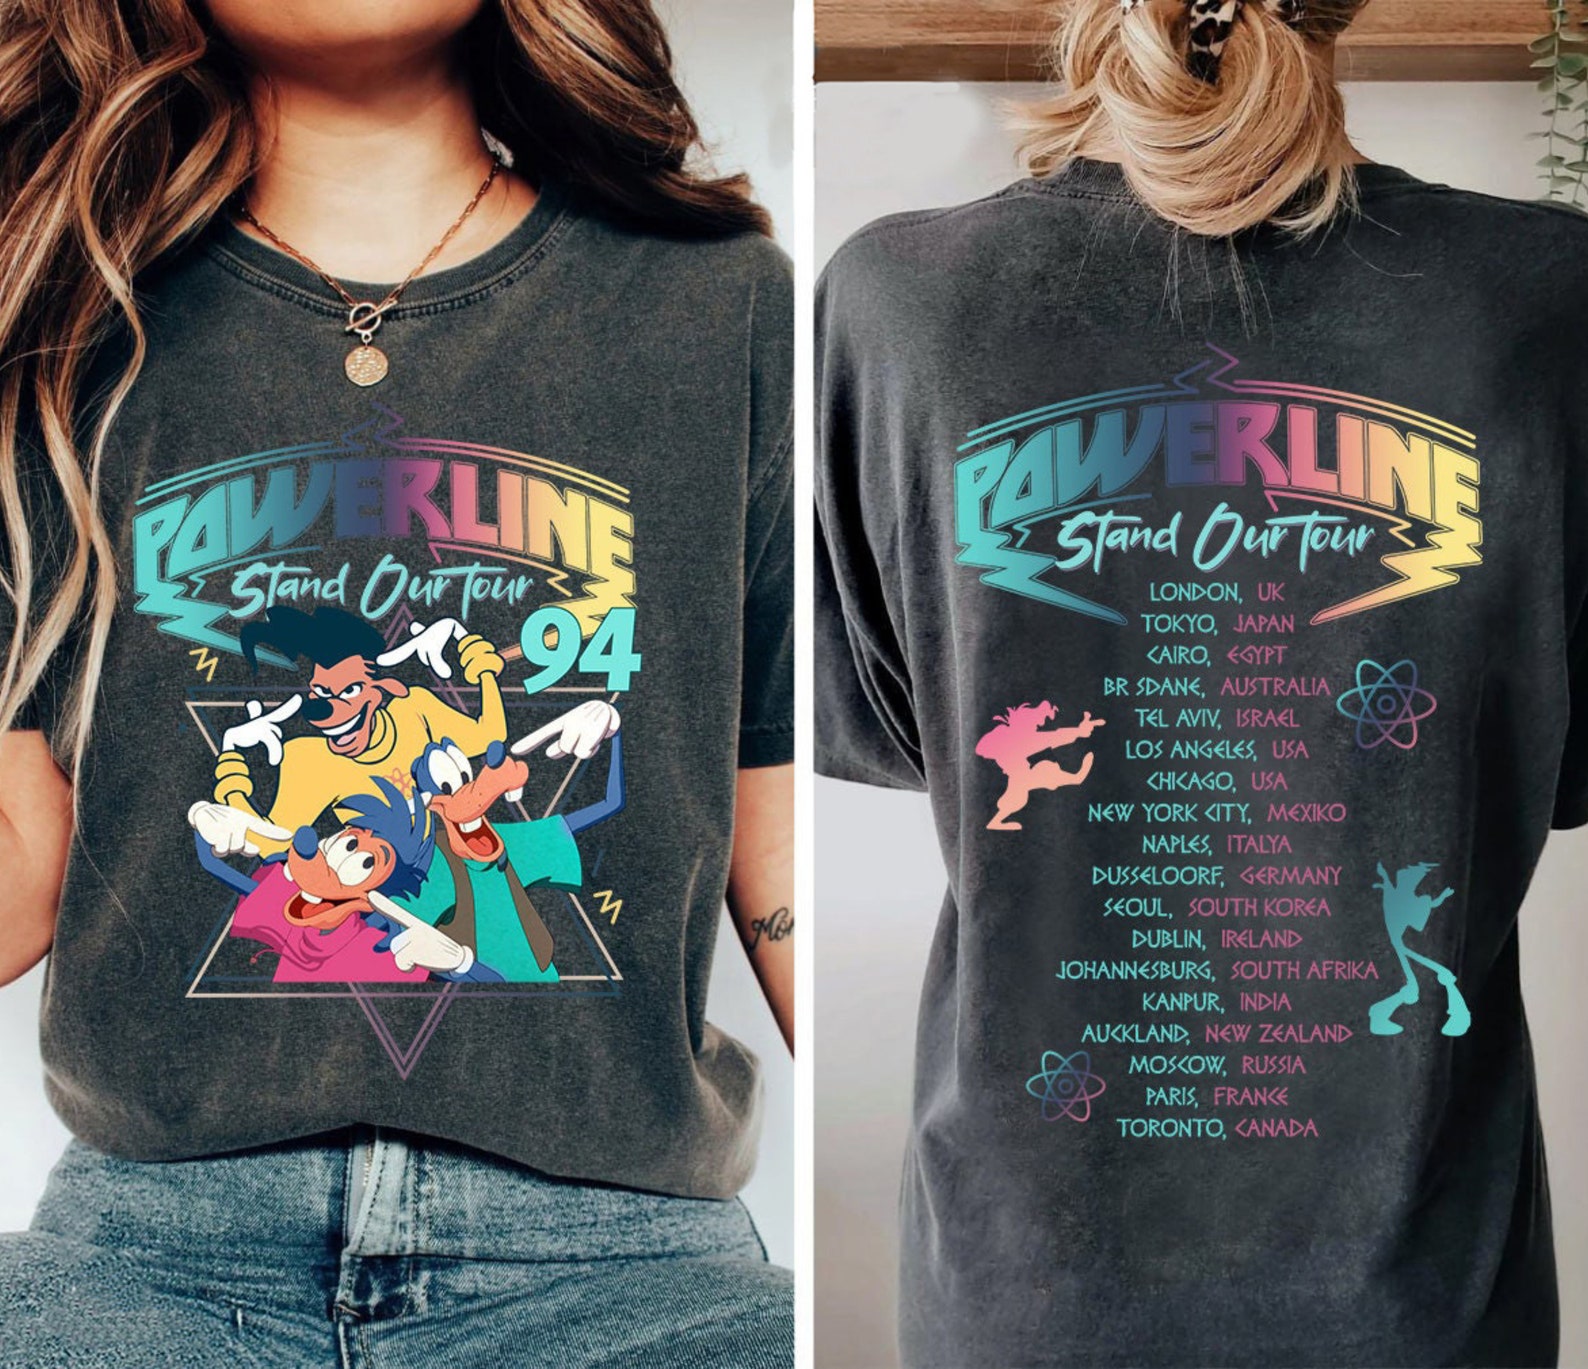 POWERLINE
Stand Our Tour
94
Mor
POWERLINE
Stand Our Tour
LONDON, UK
TOKYO, JAPAN
CAIRO, EGYPT
BR SDANE, AUSTRALIA
TEL AVIV, ISRAEL
LOS ANGELES, USA
CHICAGO, USA
NEW YORK CITY, MEXIKO
NAPLES, ITALYA
DUSSELOORF, GERMANY
SEOUL, SOUTH KOREA
DUBLIN, IRELAND
JOHANNESBURG, SOUTH AFRIKA
KANPUR, INDIA
AUCKLAND, NEW ZEALAND
MOSCOW, RUSSIA
PARIS, FRANCE
TORONTO, CANADA